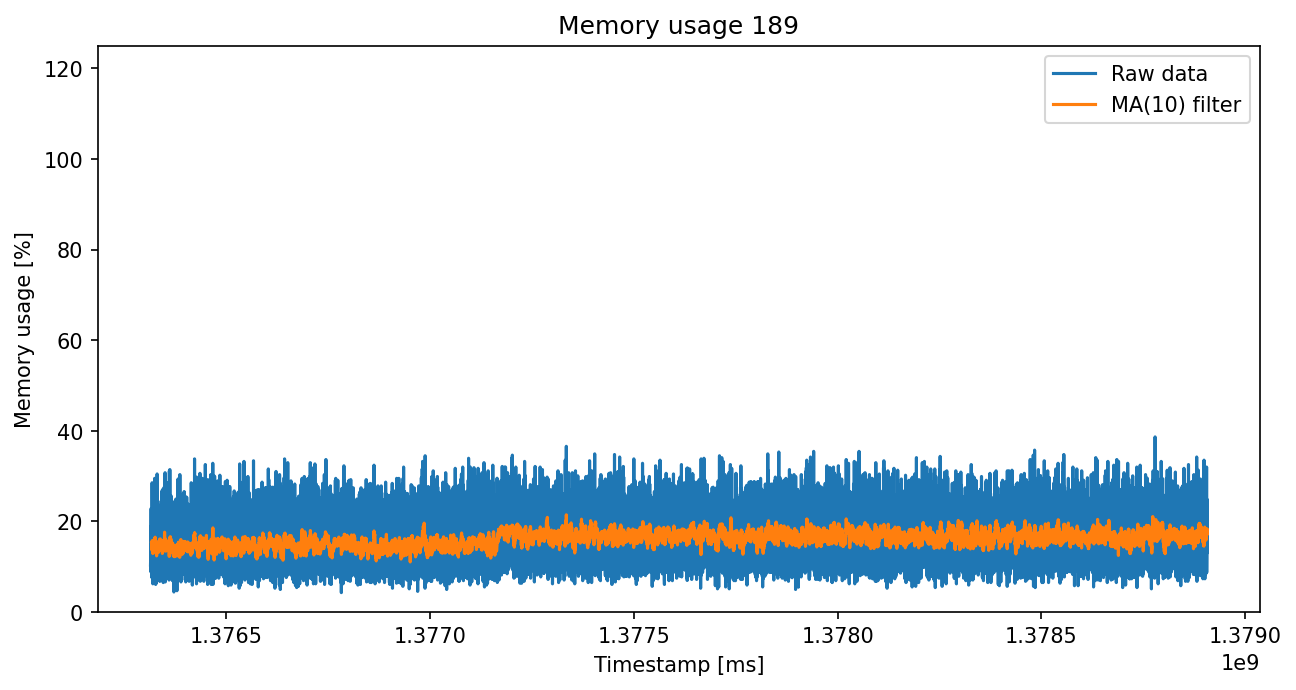 Memory usage 189
Raw data
MA(10) filter
Memory usage [%]
120
100
80
60
40
20
0
1.3765 1.3770 1.3775 1.3780 1.3785 1.3790
1e9
Timestamp [ms]